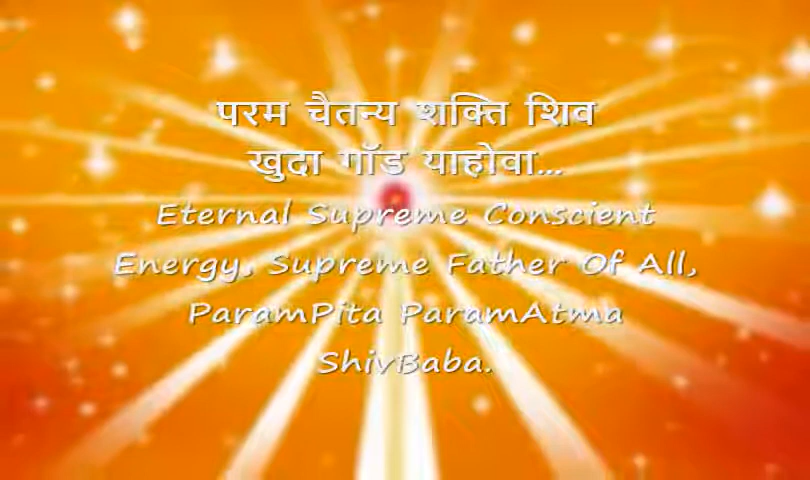 परम चैतन्य शक्ति शिव
खुदा गॉड याहोवा...
Eternal Supreme Conscient
Energy, Supreme Father Of All,
ParamPita ParamAtma
ShivBaba.